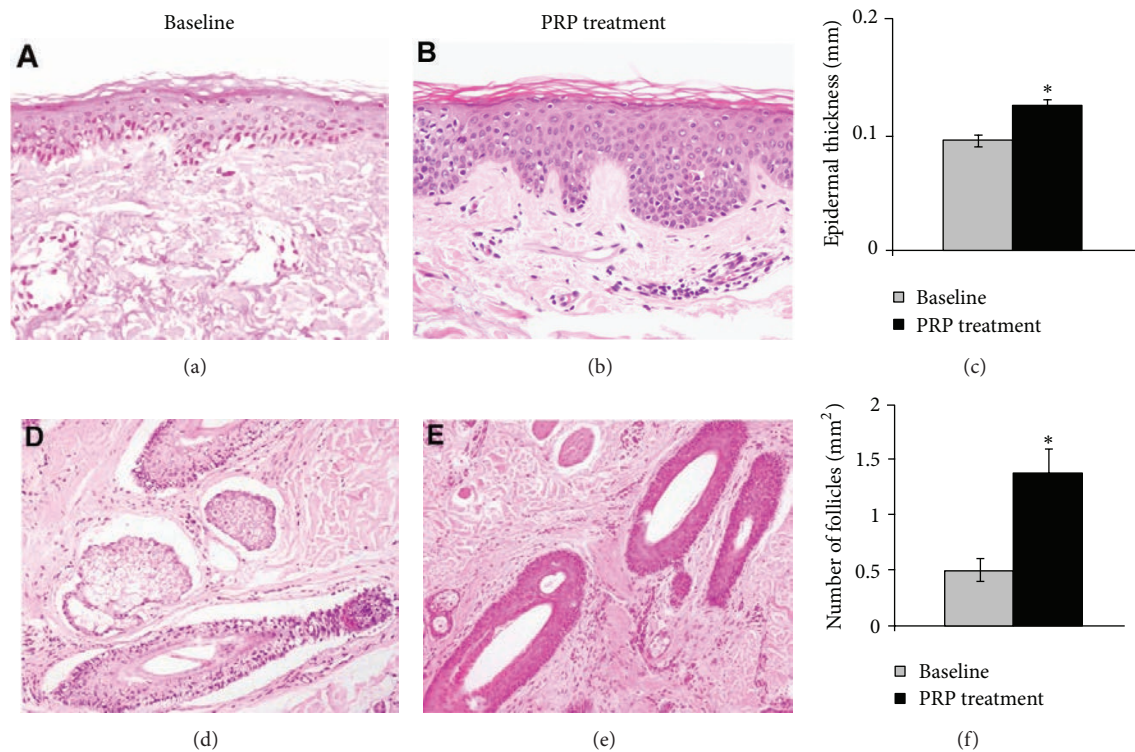 Baseline
PRP treatment
A
B
Epidermal thickness (mm)
0.2
0.1
0
*
Baseline
PRP treatment
(a)
(b)
(c)
D
E
Number of follicles (mm²)
2
1.5
1
0.5
0
*
Baseline
PRP treatment
(d)
(e)
(f)